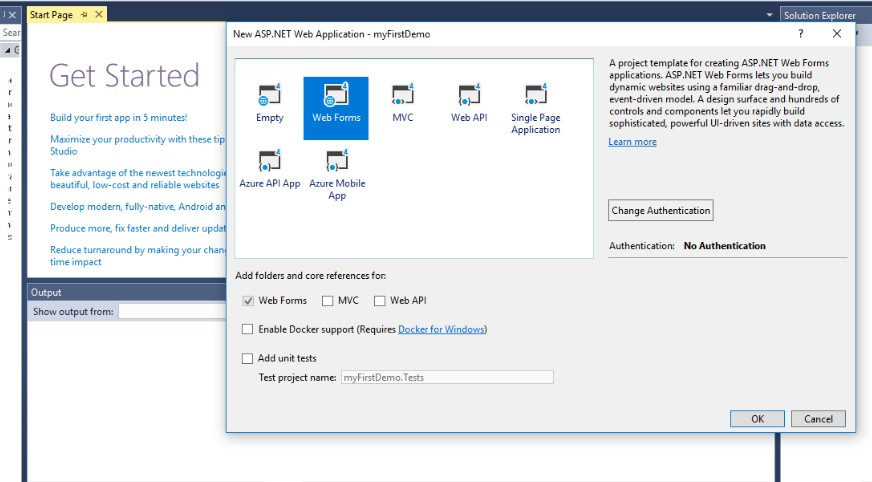 Start Page
Solution Explorer
Sear
Get Started
Build your first app in 5 minutes!
Maximize your productivity with these tip
Studio
Take advantage of the newest technologie
beautiful, low-cost and reliable websites
Develop modern, fully-native, Android an
Produce more, fix faster and deliver updat
Reduce turnaround by making your chang
time impact
Output
Show output from:
New ASP.NET Web Application - myFirstDemo
?
Empty
Web Forms
MVC
Web API
Single Page
Application
Azure API App
Azure Mobile
App
A project template for creating ASP.NET Web Forms
applications. ASP.NET Web Forms lets you build
dynamic websites using a familiar drag-and-drop,
event-driven model. A design surface and hundreds of
controls and components let you rapidly build
sophisticated, powerful UI-driven sites with data access.
Learn more
Change Authentication
Authentication: No Authentication
Add folders and core references for:
Web Forms
MVC
Web API
Enable Docker support (Requires Docker for Windows)
Add unit tests
Test project name: myFirstDemo.Tests
OK
Cancel